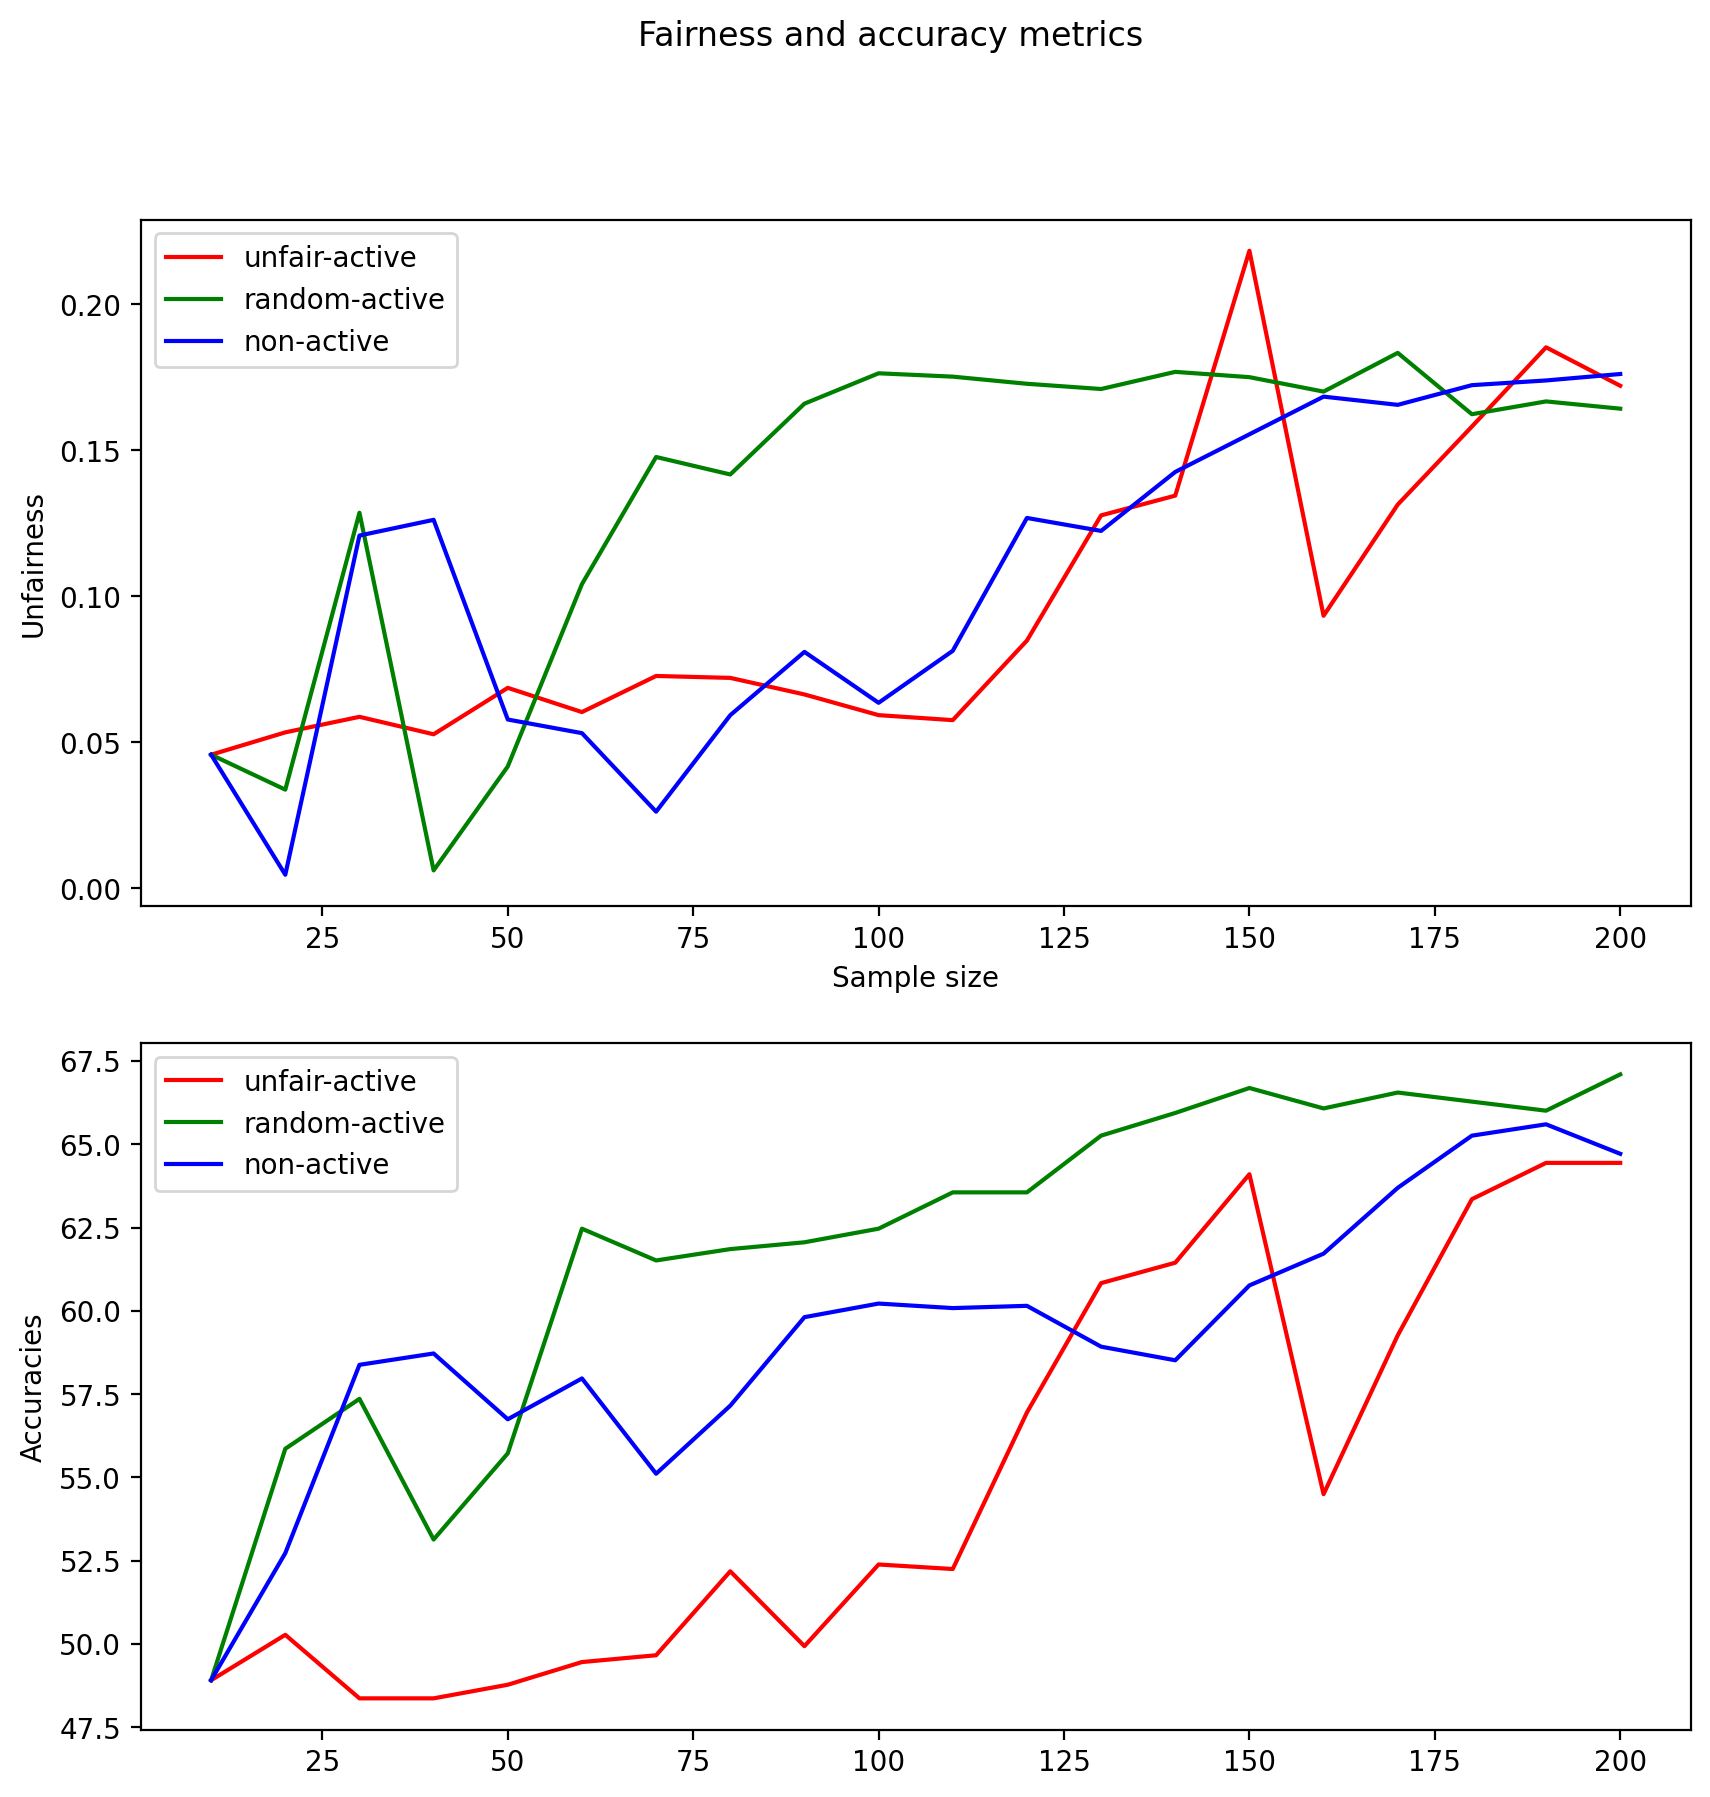 Fairness and accuracy metrics
unfair-active
random-active
non-active
0.20
0.15
0.10
0.05
0.00
Unfairness
25 50 75 100 125 150 175 200
Sample size
unfair-active
random-active
non-active
67.5
65.0
62.5
60.0
57.5
55.0
52.5
50.0
47.5
Accuracies
25 50 75 100 125 150 175 200